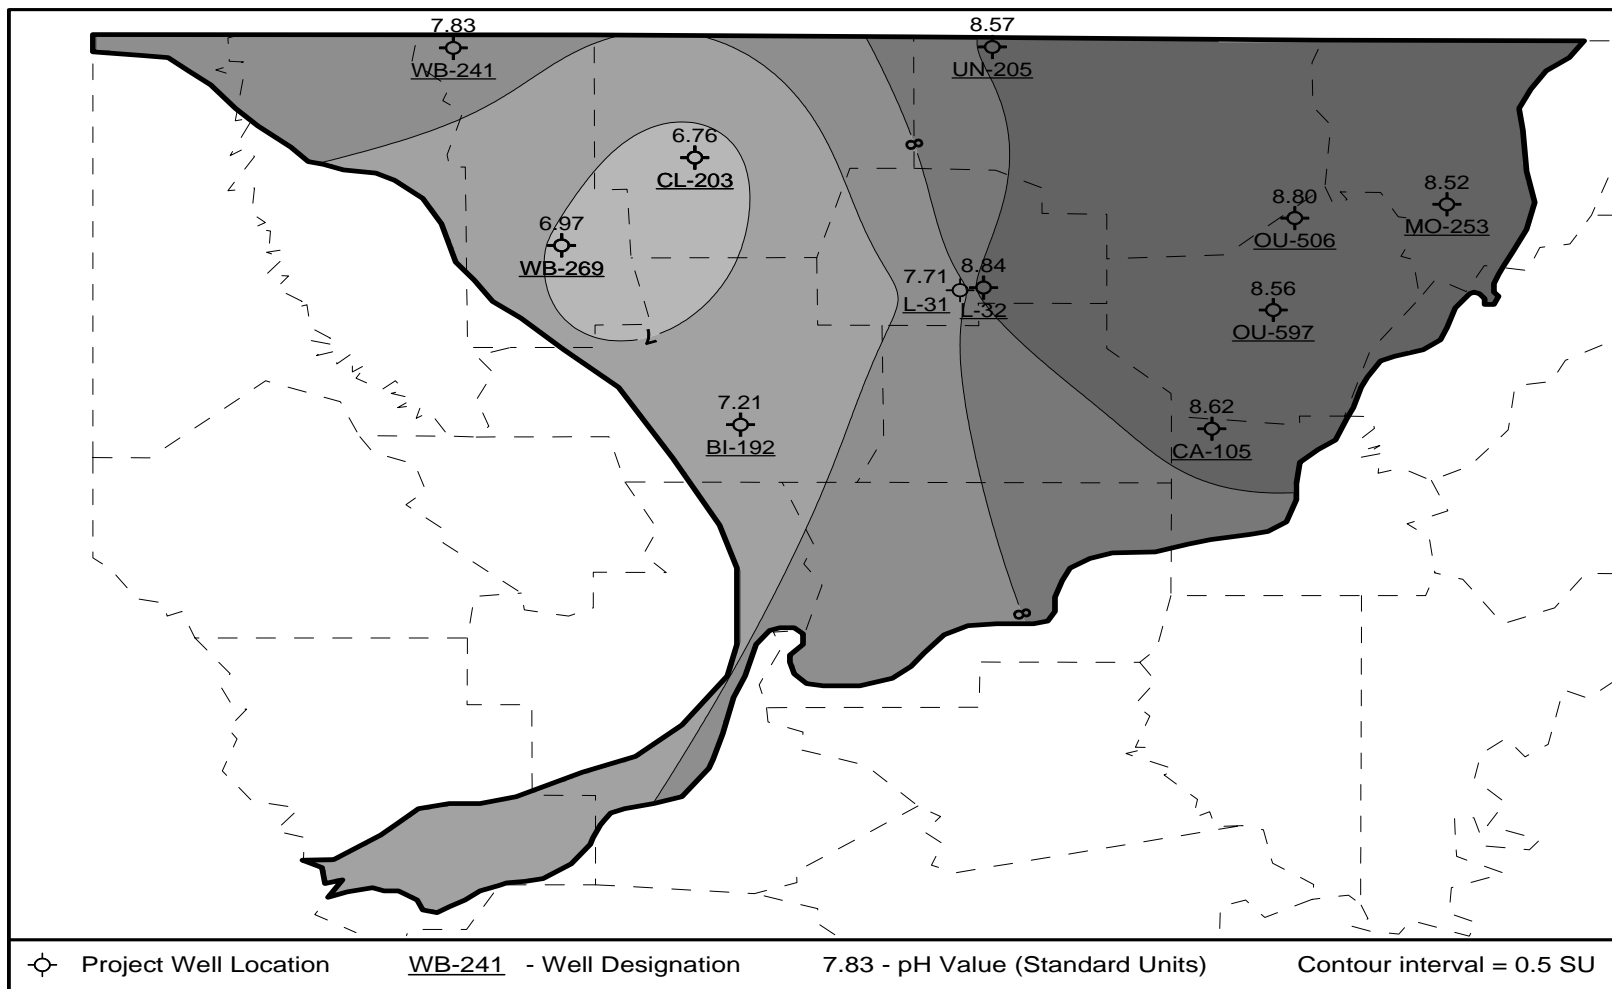 7.83
WB-241
8.57
UN-205
8
6.76
CL-203
6.97
WB-269
7
8.80
OU-506
8.52
MO-253
7.71
L-31
8.84
L-32
8.56
OU-597
7.21
BI-192
8.62
CA-105
8
Project Well Location WB-241 - Well Designation 7.83 - pH Value (Standard Units) Contour interval = 0.5 SU